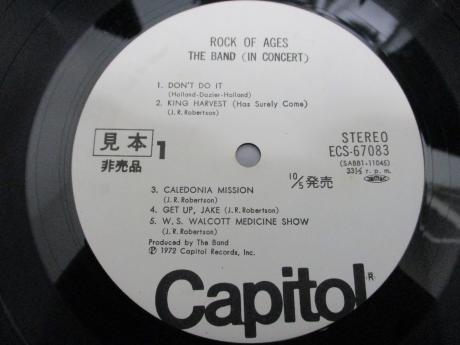 ROCK OF AGES
THE BAND (IN CONCERT)
1. DON'T DO IT
(Holland-Dozier-Holland)
2. KING HARVEST (Has Surely Come)
(J.R. Robertson)
見本 1
非売品
STEREO
ECS-67083
(SABB1-11045)
33⅓ r. p. m.
10/5 発売
3. CALEDONIA MISSION
(J.R. Robertson)
4. GET UP, JAKE (J.R. Robertson)
5. W. S. WALCOTT MEDICINE SHOW
(J.R. Robertson)
Produced by The Band
Ⓟ 1972 Capitol Records, Inc.
Capitol®